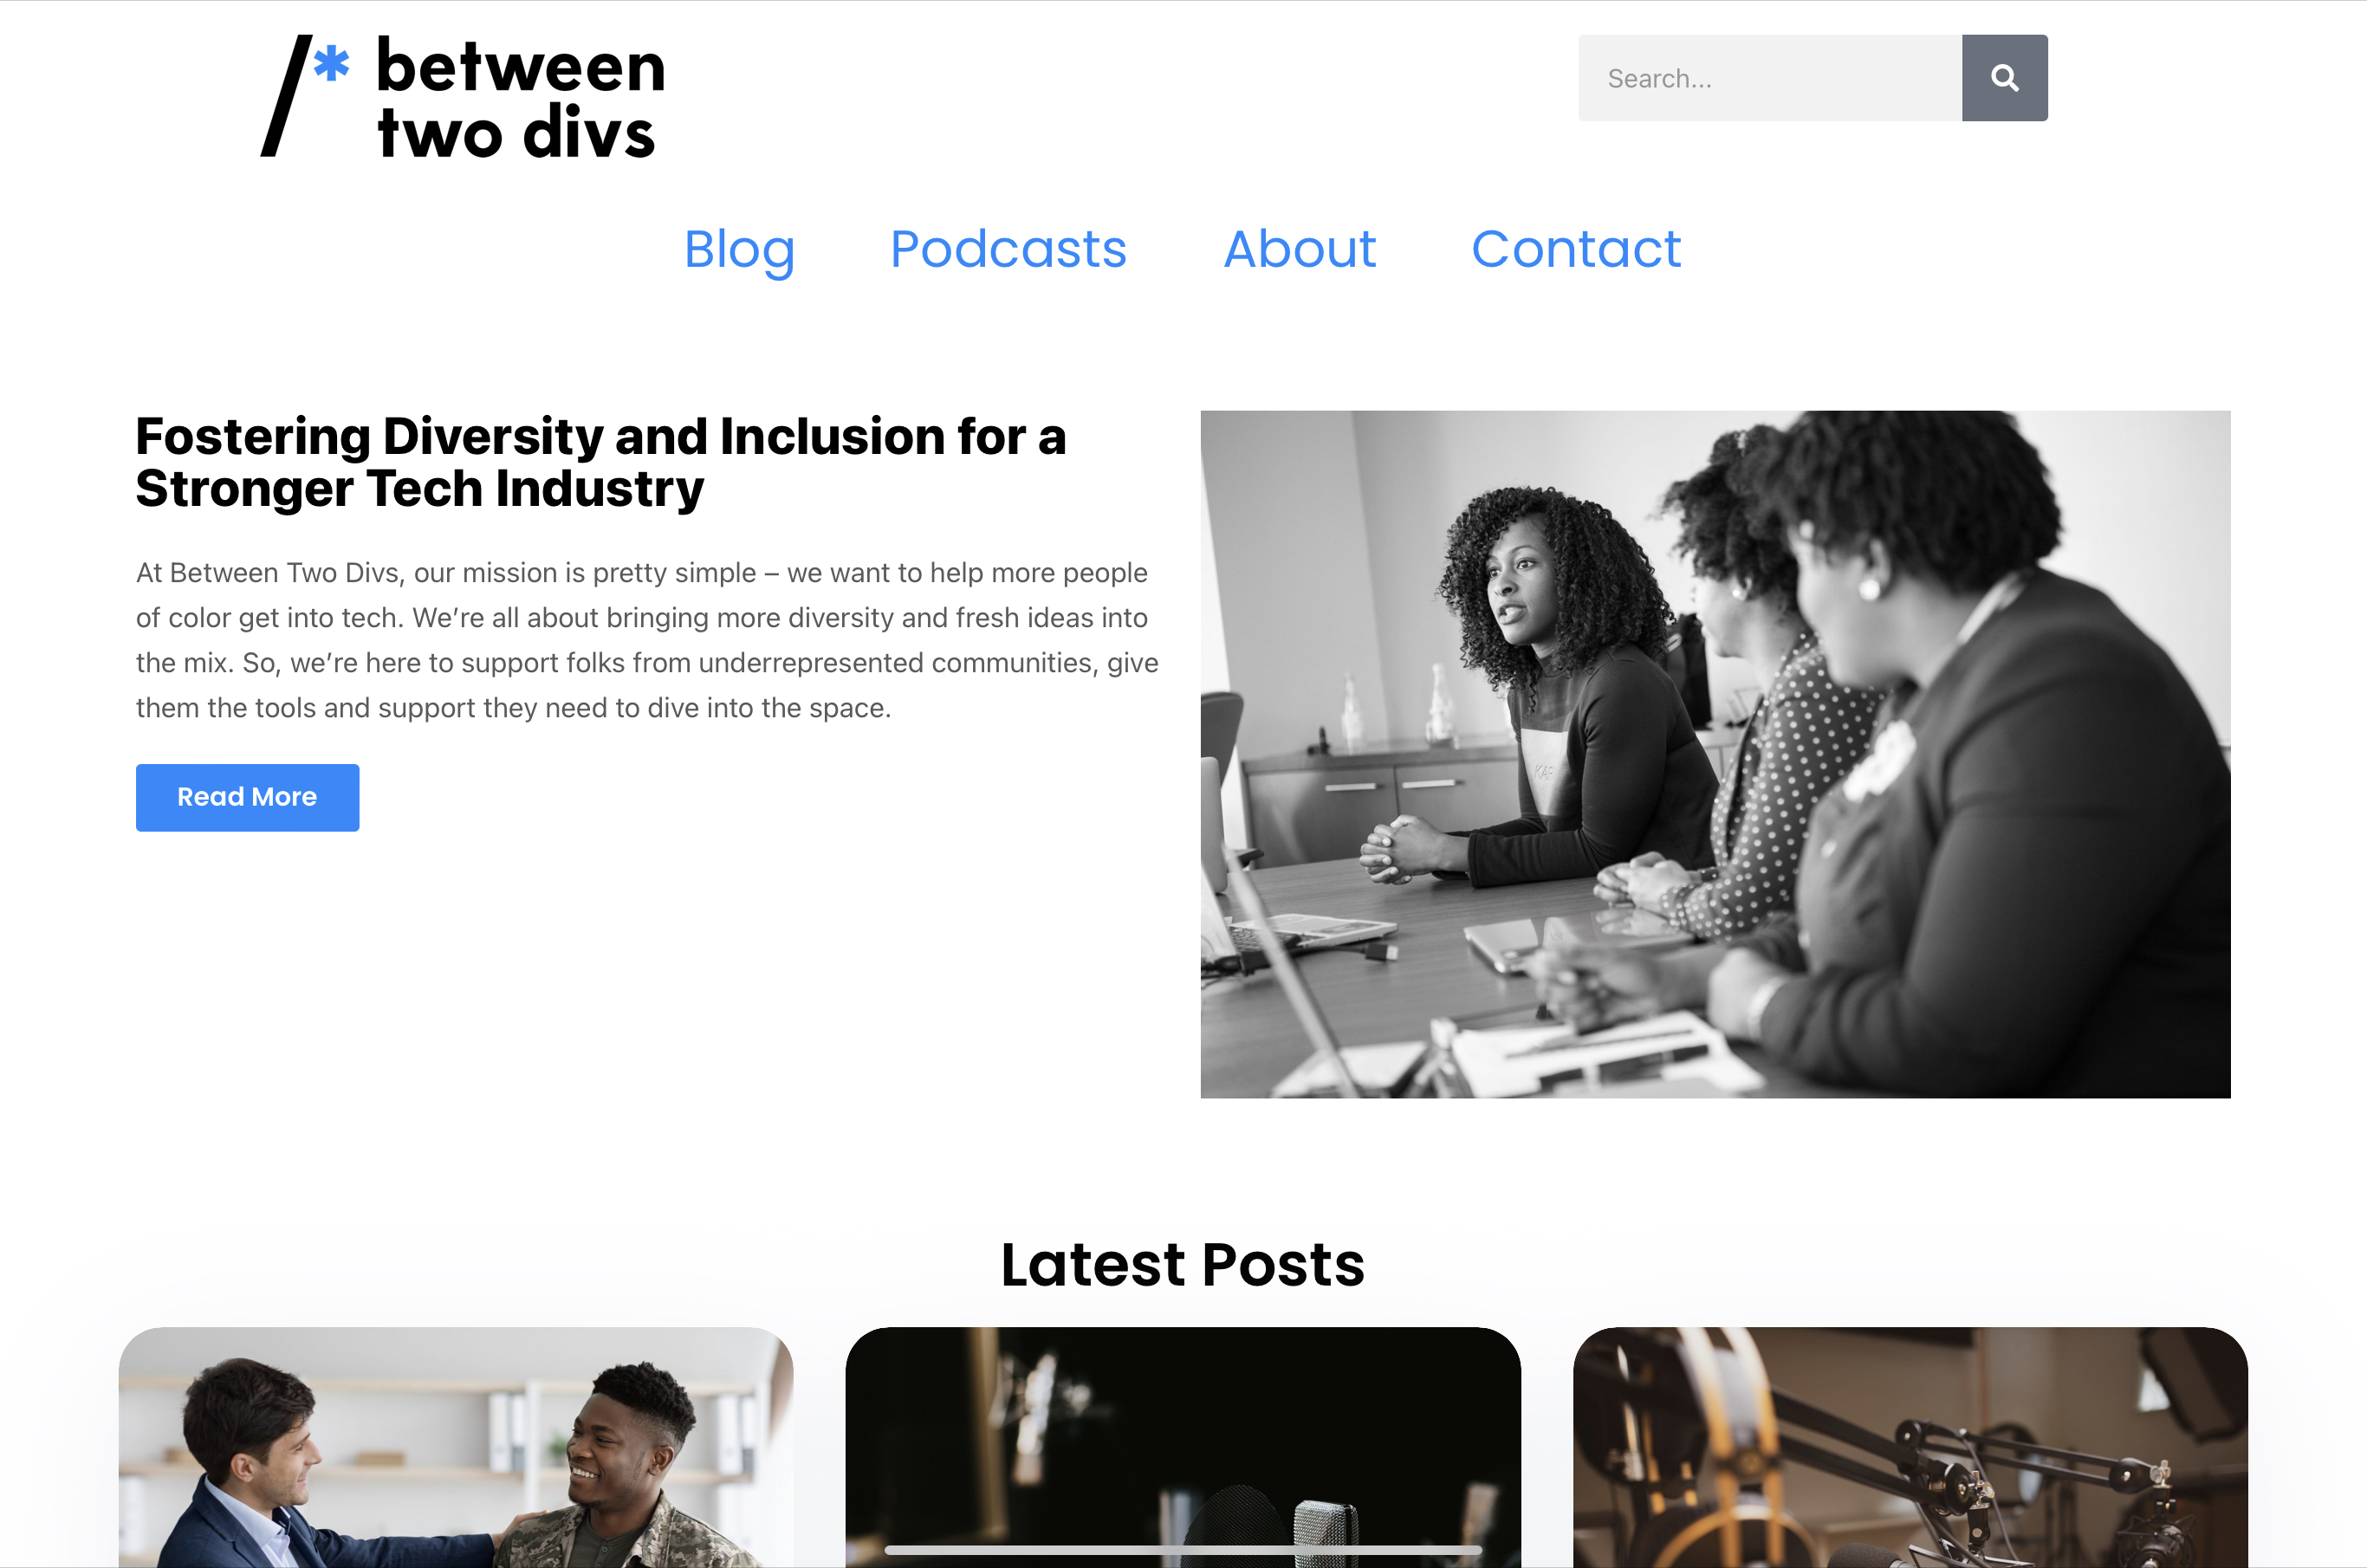 /* between
two divs
Search...
Blog Podcasts About Contact
Fostering Diversity and Inclusion for a
Stronger Tech Industry
At Between Two Divs, our mission is pretty simple – we want to help more people
of color get into tech. We’re all about bringing more diversity and fresh ideas into
the mix. So, we’re here to support folks from underrepresented communities, give
them the tools and support they need to dive into the space.
Read More
Latest Posts